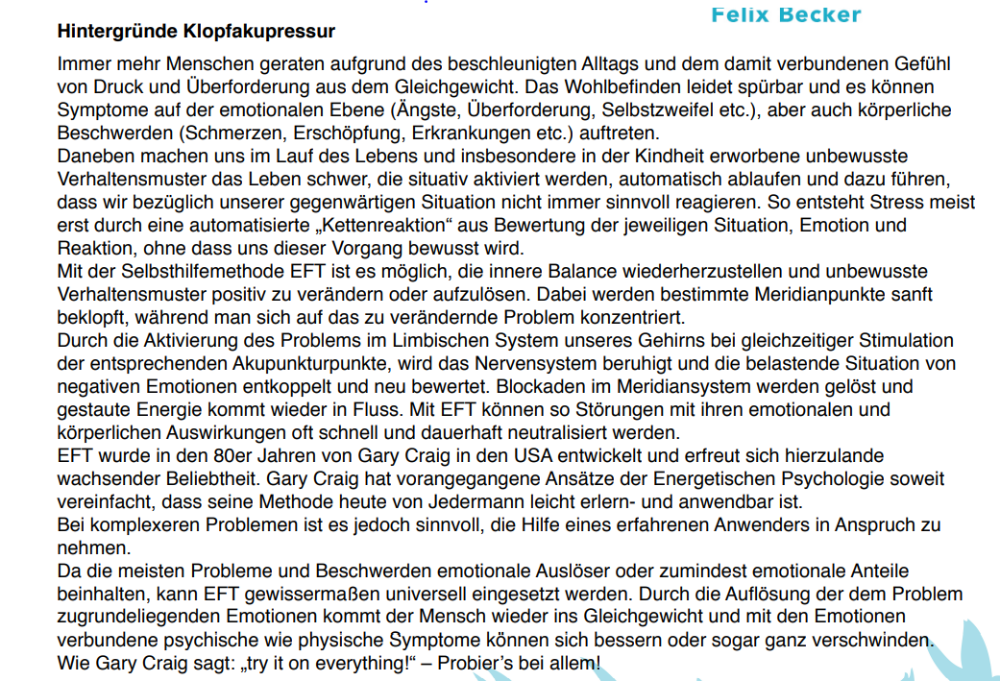 Felix Becker
Hintergründe Klopfakupressur
Immer mehr Menschen geraten aufgrund des beschleunigten Alltags und dem damit verbundenen Gefühl
von Druck und Überforderung aus dem Gleichgewicht. Das Wohlbefinden leidet spürbar und es können
Symptome auf der emotionalen Ebene (Ängste, Überforderung, Selbstzweifel etc.), aber auch körperliche
Beschwerden (Schmerzen, Erschöpfung, Erkrankungen etc.) auftreten.
Daneben machen uns im Lauf des Lebens und insbesondere in der Kindheit erworbene unbewusste
Verhaltensmuster das Leben schwer, die situativ aktiviert werden, automatisch ablaufen und dazu führen,
dass wir bezüglich unserer gegenwärtigen Situation nicht immer sinnvoll reagieren. So entsteht Stress meist
erst durch eine automatisierte „Kettenreaktion“ aus Bewertung der jeweiligen Situation, Emotion und
Reaktion, ohne dass uns dieser Vorgang bewusst wird.
Mit der Selbsthilfemethode EFT ist es möglich, die innere Balance wiederherzustellen und unbewusste
Verhaltensmuster positiv zu verändern oder aufzulösen. Dabei werden bestimmte Meridianpunkte sanft
beklopft, während man sich auf das zu verändernde Problem konzentriert.
Durch die Aktivierung des Problems im Limbischen System unseres Gehirns bei gleichzeitiger Stimulation
der entsprechenden Akupunkturpunkte, wird das Nervensystem beruhigt und die belastende Situation von
negativen Emotionen entkoppelt und neu bewertet. Blockaden im Meridiansystem werden gelöst und
gestaute Energie kommt wieder in Fluss. Mit EFT können so Störungen mit ihren emotionalen und
körperlichen Auswirkungen oft schnell und dauerhaft neutralisiert werden.
EFT wurde in den 80er Jahren von Gary Craig in den USA entwickelt und erfreut sich hierzulande
wachsender Beliebtheit. Gary Craig hat vorangegangene Ansätze der Energetischen Psychologie soweit
vereinfacht, dass seine Methode heute von Jedermann leicht erlern- und anwendbar ist.
Bei komplexeren Problemen ist es jedoch sinnvoll, die Hilfe eines erfahrenen Anwenders in Anspruch zu
nehmen.
Da die meisten Probleme und Beschwerden emotionale Auslöser oder zumindest emotionale Anteile
beinhalten, kann EFT gewissermaßen universell eingesetzt werden. Durch die Auflösung der dem Problem
zugrundeliegenden Emotionen kommt der Mensch wieder ins Gleichgewicht und mit den Emotionen
verbundene psychische wie physische Symptome können sich bessern oder sogar ganz verschwinden.
Wie Gary Craig sagt: „try it on everything!“ – Probier’s bei allem!